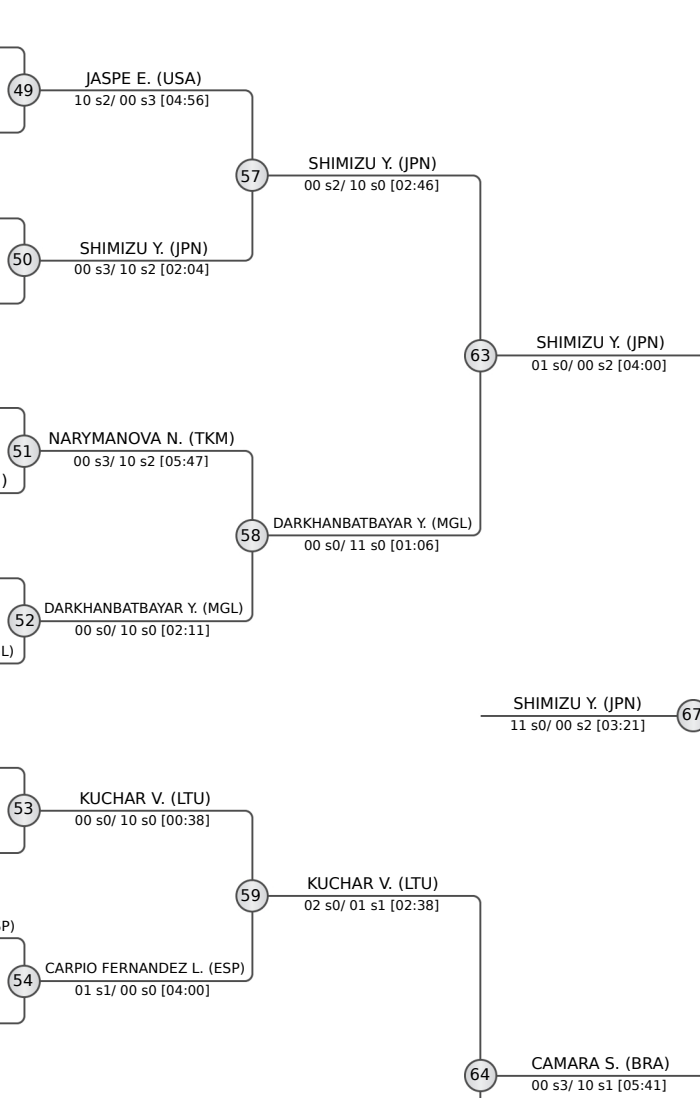 49
JASPE E. (USA)
10 s2/ 00 s3 [04:56]
57
SHIMIZU Y. (JPN)
00 s2/ 10 s0 [02:46]
50
SHIMIZU Y. (JPN)
00 s3/ 10 s2 [02:04]
63
SHIMIZU Y. (JPN)
01 s0/ 00 s2 [04:00]
51
NARYMANOVA N. (TKM)
00 s3/ 10 s2 [05:47]
)
58
DARKHANBATBAYAR Y. (MGL)
00 s0/ 11 s0 [01:06]
52
DARKHANBATBAYAR Y. (MGL)
00 s0/ 10 s0 [02:11]
L)
SHIMIZU Y. (JPN)
11 s0/ 00 s2 [03:21]
67
53
KUCHAR V. (LTU)
00 s0/ 10 s0 [00:38]
59
KUCHAR V. (LTU)
02 s0/ 01 s1 [02:38]
P)
54
CARPIO FERNANDEZ L. (ESP)
01 s1/ 00 s0 [04:00]
64
CAMARA S. (BRA)
00 s3/ 10 s1 [05:41]